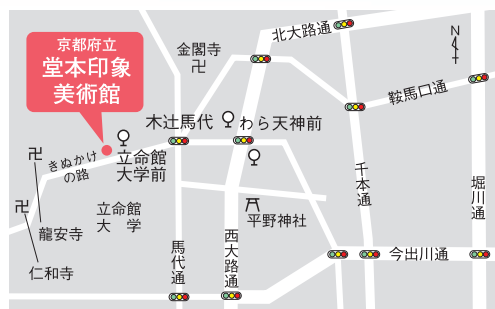 京都府立
堂本印象
美術館
金閣寺
卍
北大路通
N
鞍馬口通
木辻馬代
わら天神前
きぬかけ
の路
立命館
大学前
卍
卍
立命館
大学
龍安寺
仁和寺
平野神社
千本通
堀川通
馬代通
西大路通
今出川通